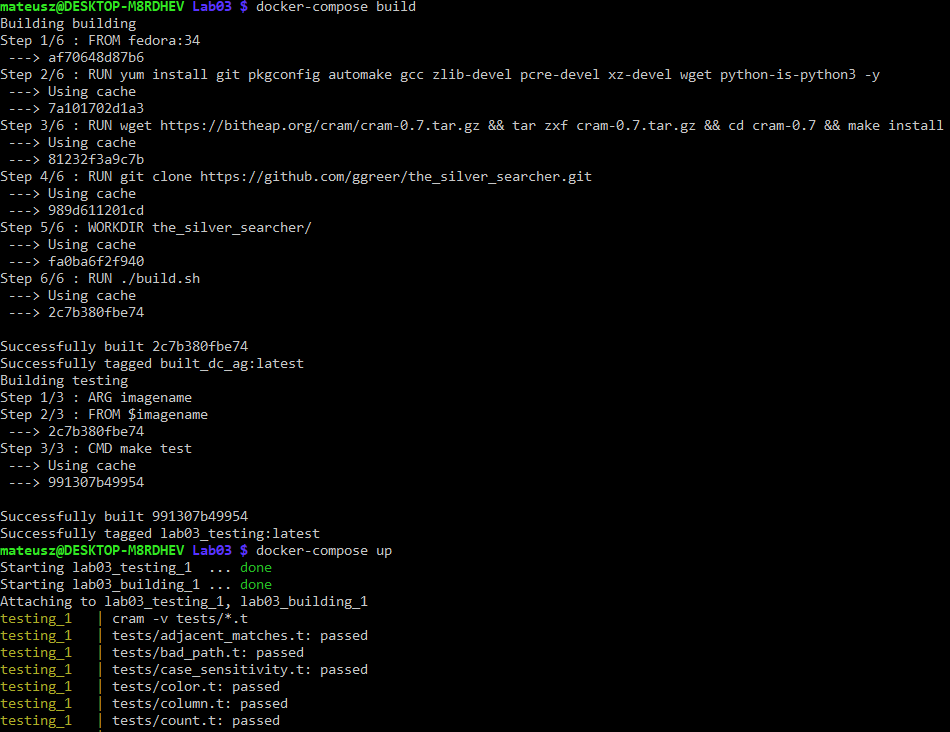 mateusz@DESKTOP-M8RDHEV Lab03 $ docker-compose build
Building building
Step 1/6 : FROM fedora:34
 ---> af70648d87b6
Step 2/6 : RUN yum install git pkgconfig automake gcc zlib-devel pcre-devel xz-devel wget python-is-python3 -y
 ---> Using cache
 ---> 7a101702d1a3
Step 3/6 : RUN wget https://bitheap.org/cram/cram-0.7.tar.gz && tar zxf cram-0.7.tar.gz && cd cram-0.7 && make install
 ---> Using cache
 ---> 81232f3a9c7b
Step 4/6 : RUN git clone https://github.com/ggreer/the_silver_searcher.git
 ---> Using cache
 ---> 989d611201cd
Step 5/6 : WORKDIR the_silver_searcher/
 ---> Using cache
 ---> fa0ba6f2f940
Step 6/6 : RUN ./build.sh
 ---> Using cache
 ---> 2c7b380fbe74

Successfully built 2c7b380fbe74
Successfully tagged built_dc_ag:latest
Building testing
Step 1/3 : ARG imagename
Step 2/3 : FROM $imagename
 ---> 2c7b380fbe74
Step 3/3 : CMD make test
 ---> Using cache
 ---> 991307b49954

Successfully built 991307b49954
Successfully tagged lab03_testing:latest
mateusz@DESKTOP-M8RDHEV Lab03 $ docker-compose up
Starting lab03_testing_1  ... done
Starting lab03_building_1 ... done
Attaching to lab03_testing_1, lab03_building_1
testing_1   | cram -v tests/*.t
testing_1   | tests/adjacent_matches.t: passed
testing_1   | tests/bad_path.t: passed
testing_1   | tests/case_sensitivity.t: passed
testing_1   | tests/color.t: passed
testing_1   | tests/column.t: passed
testing_1   | tests/count.t: passed